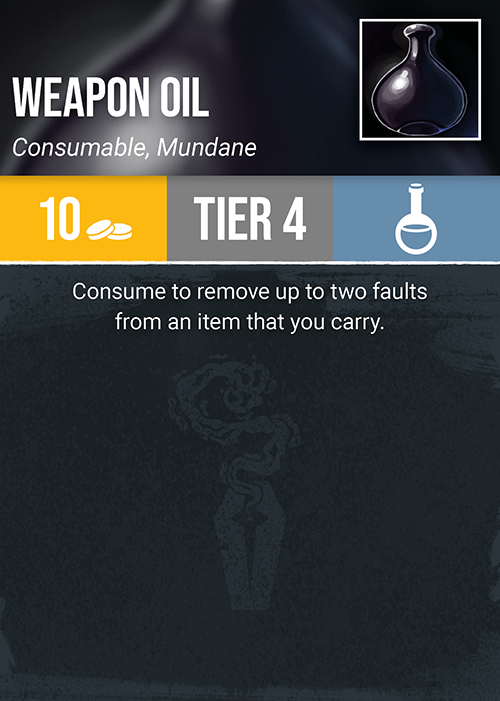 WEAPON OIL
Consumable, Mundane
10
TIER 4
Consume to remove up to two faults
from an item that you carry.